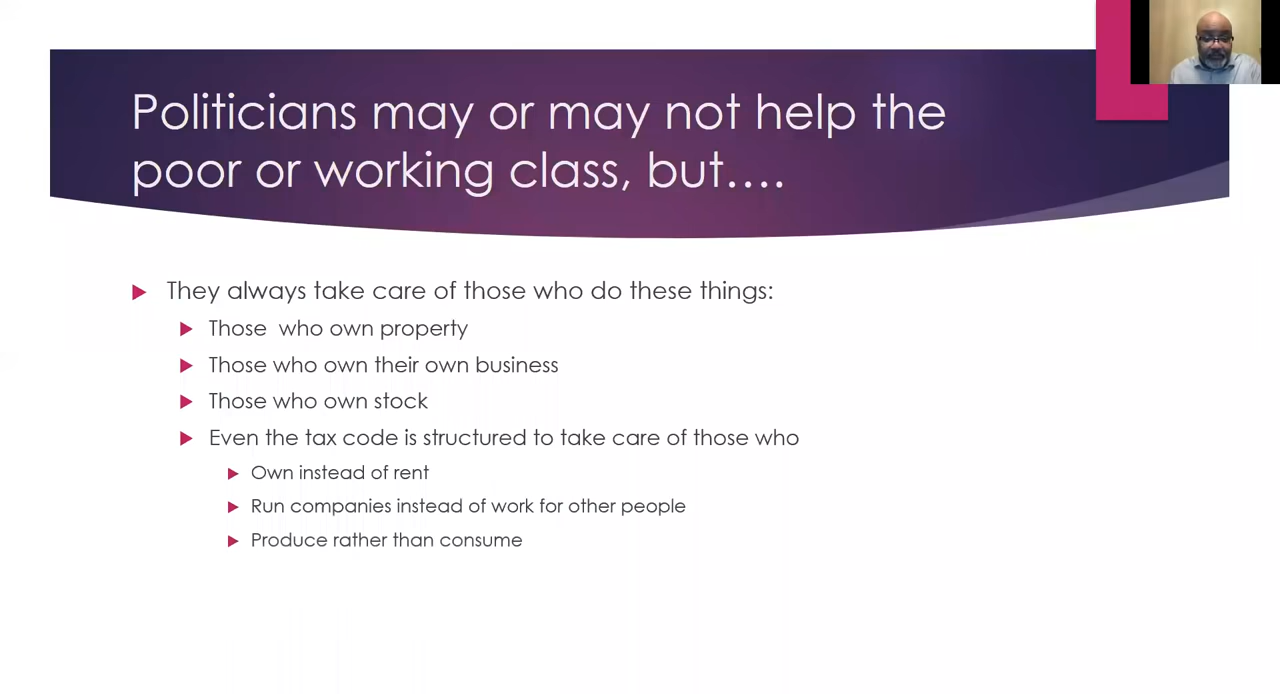 Politicians may or may not help the
poor or working class, but….
They always take care of those who do these things:
Those who own property
Those who own their own business
Those who own stock
Even the tax code is structured to take care of those who
Own instead of rent
Run companies instead of work for other people
Produce rather than consume